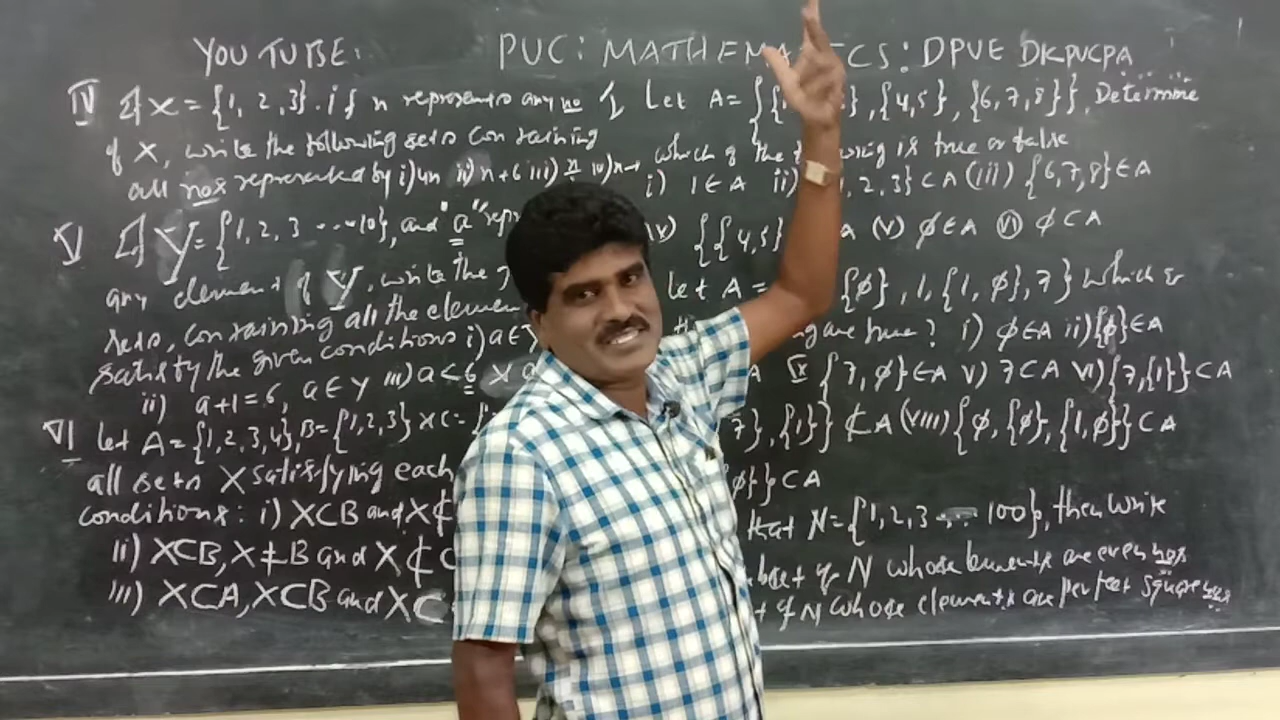 YOU TUBE: PUC: MATHEMATICS: DPUE DKPUCPA
IV If X = {1, 2, 3}. if n represents any no
of X, write the following sets containing
all nos represented by i) 4n ii) n+6 iii) n/2 iv) n-1
V If Y = {1, 2, 3 ... 10}, and "a" repr
any element of Y, write the
sets, containing all the elemen
satisfy the given conditions i) a ∈ Y
ii) a+1=6, a ∈ Y iii) a < 6 × a
VI let A = {1, 2, 3, 4}, B = {1, 2, 3} × C =
all sets X satisfying each
conditions: i) X⊂B and X⊄
ii) X⊂B, X≠B and X⊄C
iii) X⊂A, X⊂B and X⊂
Let A = {{ }, {4,5}, {6,7,8}}, Determine
which of the is true or false
i) 1 ∈ A ii) 1, 2, 3} ⊂ A (iii) {6,7,8} ∈ A
{{4,5} A (v) φ ∈ A (vi) φ ⊂ A
let A = {φ}, 1, {1, φ}, 7} which of
ing are true? i) φ ∈ A ii) {φ} ∈ A
A iv {7, φ} ∈ A v) 7 ⊂ A vi) {7, {1}} ⊂ A
7}, {1}} ⊄ A (viii) {φ, {φ}, {1, φ}} ⊂ A
φ}} ⊂ A
that N = {1, 2, 3 ... 100}, then write
bset of N whose elements are even nos
t of N whose elements are perfect square nos